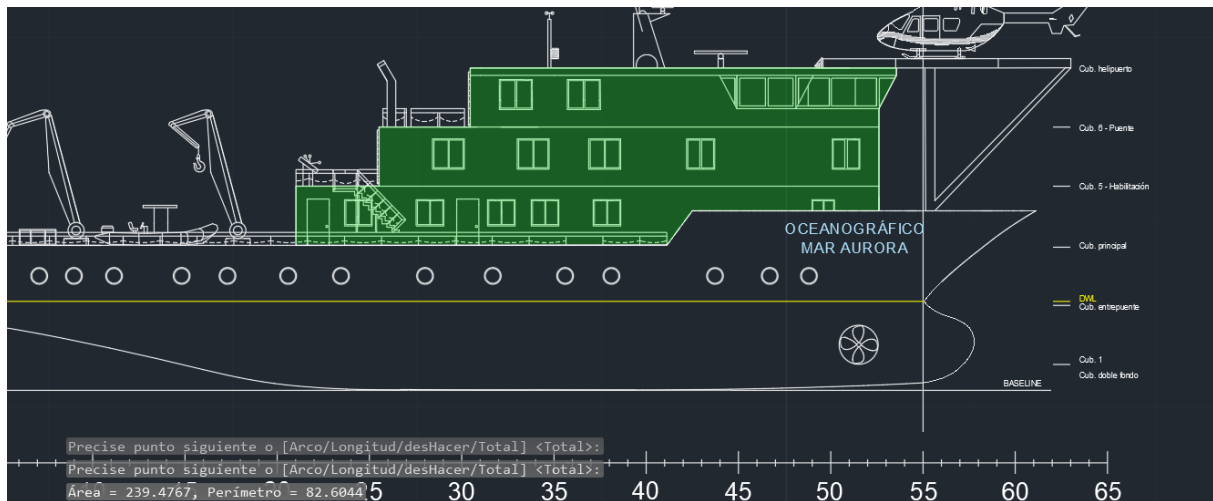 Cub. helipuerto
Cub. 6 - Puente
Cub. 5 - Habilitación
OCEANOGRÁFICO
MAR AURORA
Cub. principal
DWL
Cub. entrepuente
Cub. 1
Cub. doble fondo
BASELINE
Precise punto siguiente o [Arco/Longitud/desHacer/Total] <Total>:
Precise punto siguiente o [Arco/Longitud/desHacer/Total] <Total>:
Área = 239.4767, Perímetro = 82.6044
25 30 35 40 45 50 55 60 65